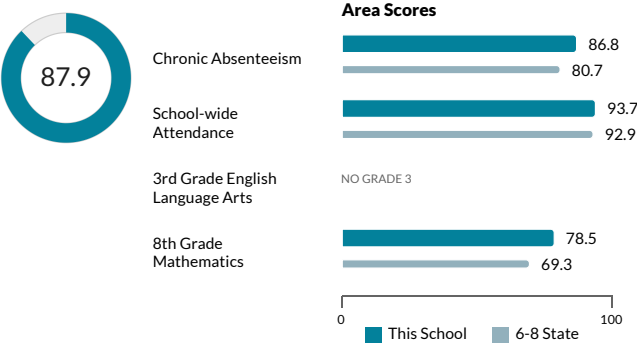 Area Scores
87.9
Chronic Absenteeism
86.8
80.7
School-wide
Attendance
93.7
92.9
3rd Grade English
Language Arts
NO GRADE 3
8th Grade
Mathematics
78.5
69.3
0
100
This School
6-8 State